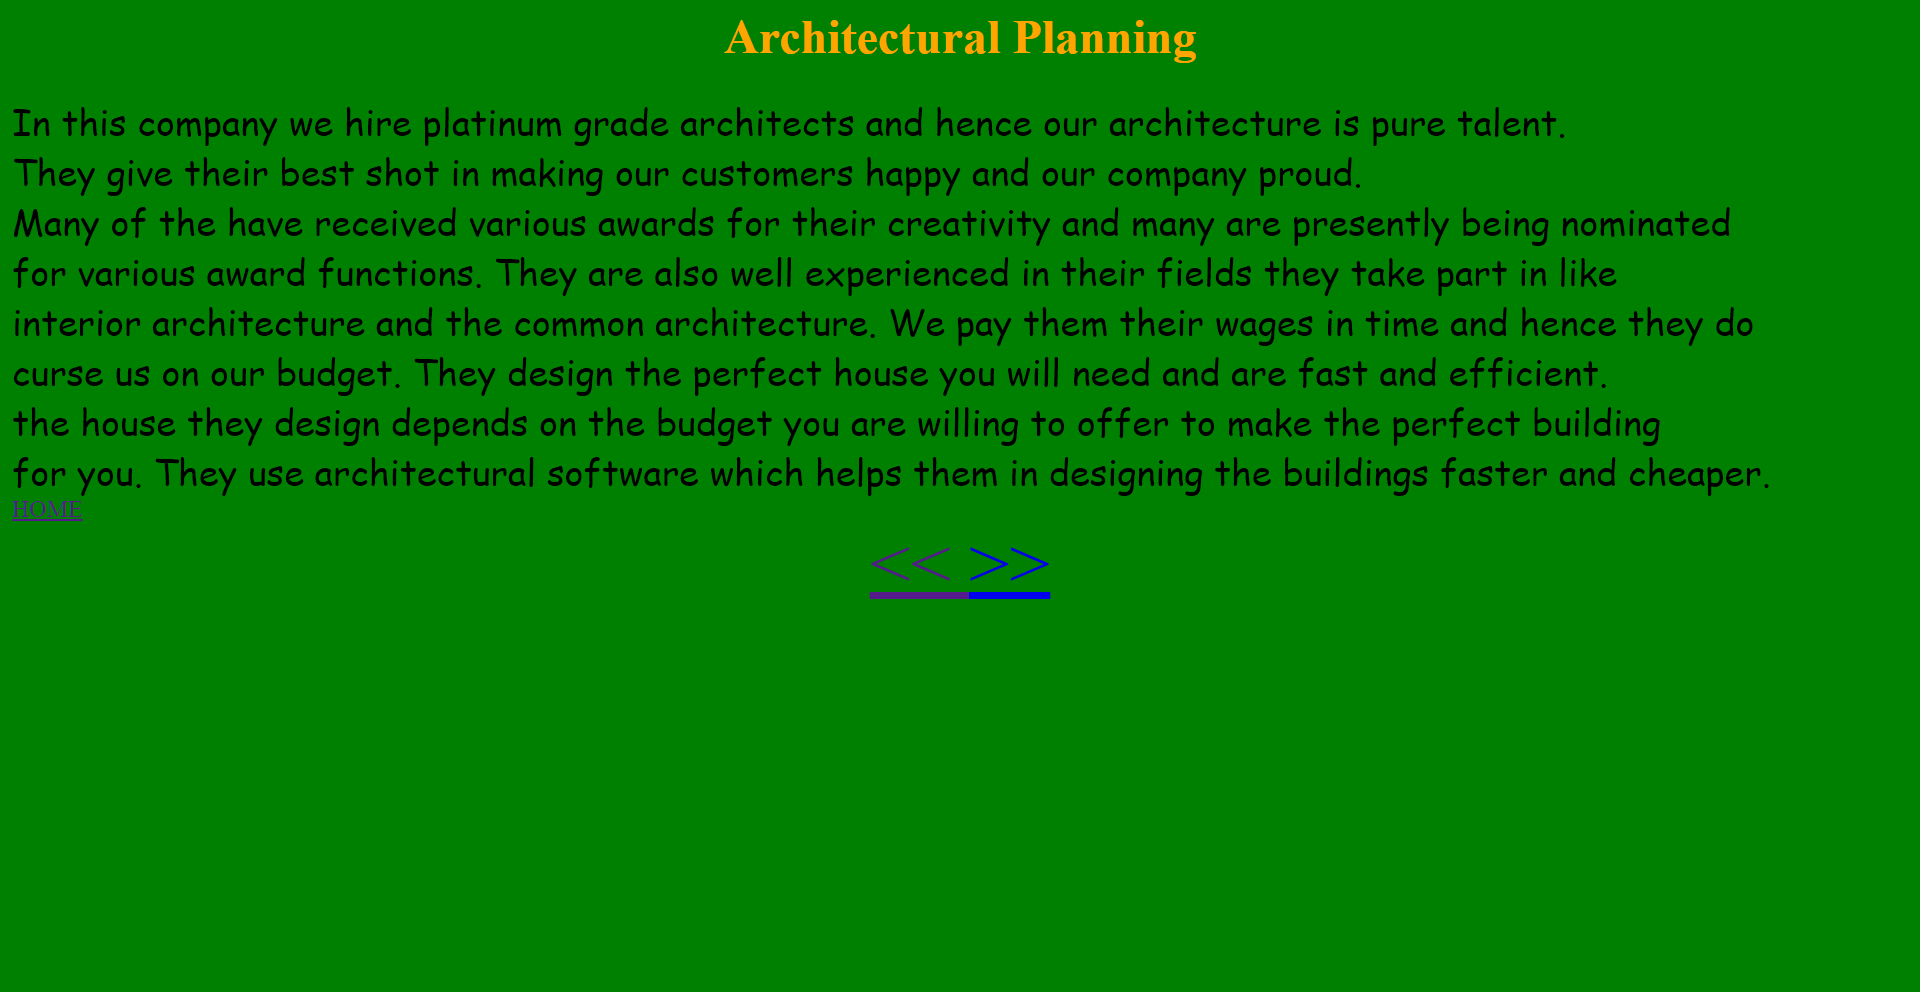 Architectural Planning
In this company we hire platinum grade architects and hence our architecture is pure talent.
They give their best shot in making our customers happy and our company proud.
Many of the have received various awards for their creativity and many are presently being nominated
for various award functions. They are also well experienced in their fields they take part in like
interior architecture and the common architecture. We pay them their wages in time and hence they do
curse us on our budget. They design the perfect house you will need and are fast and efficient.
the house they design depends on the budget you are willing to offer to make the perfect building
for you. They use architectural software which helps them in designing the buildings faster and cheaper.
HOME
<< >>